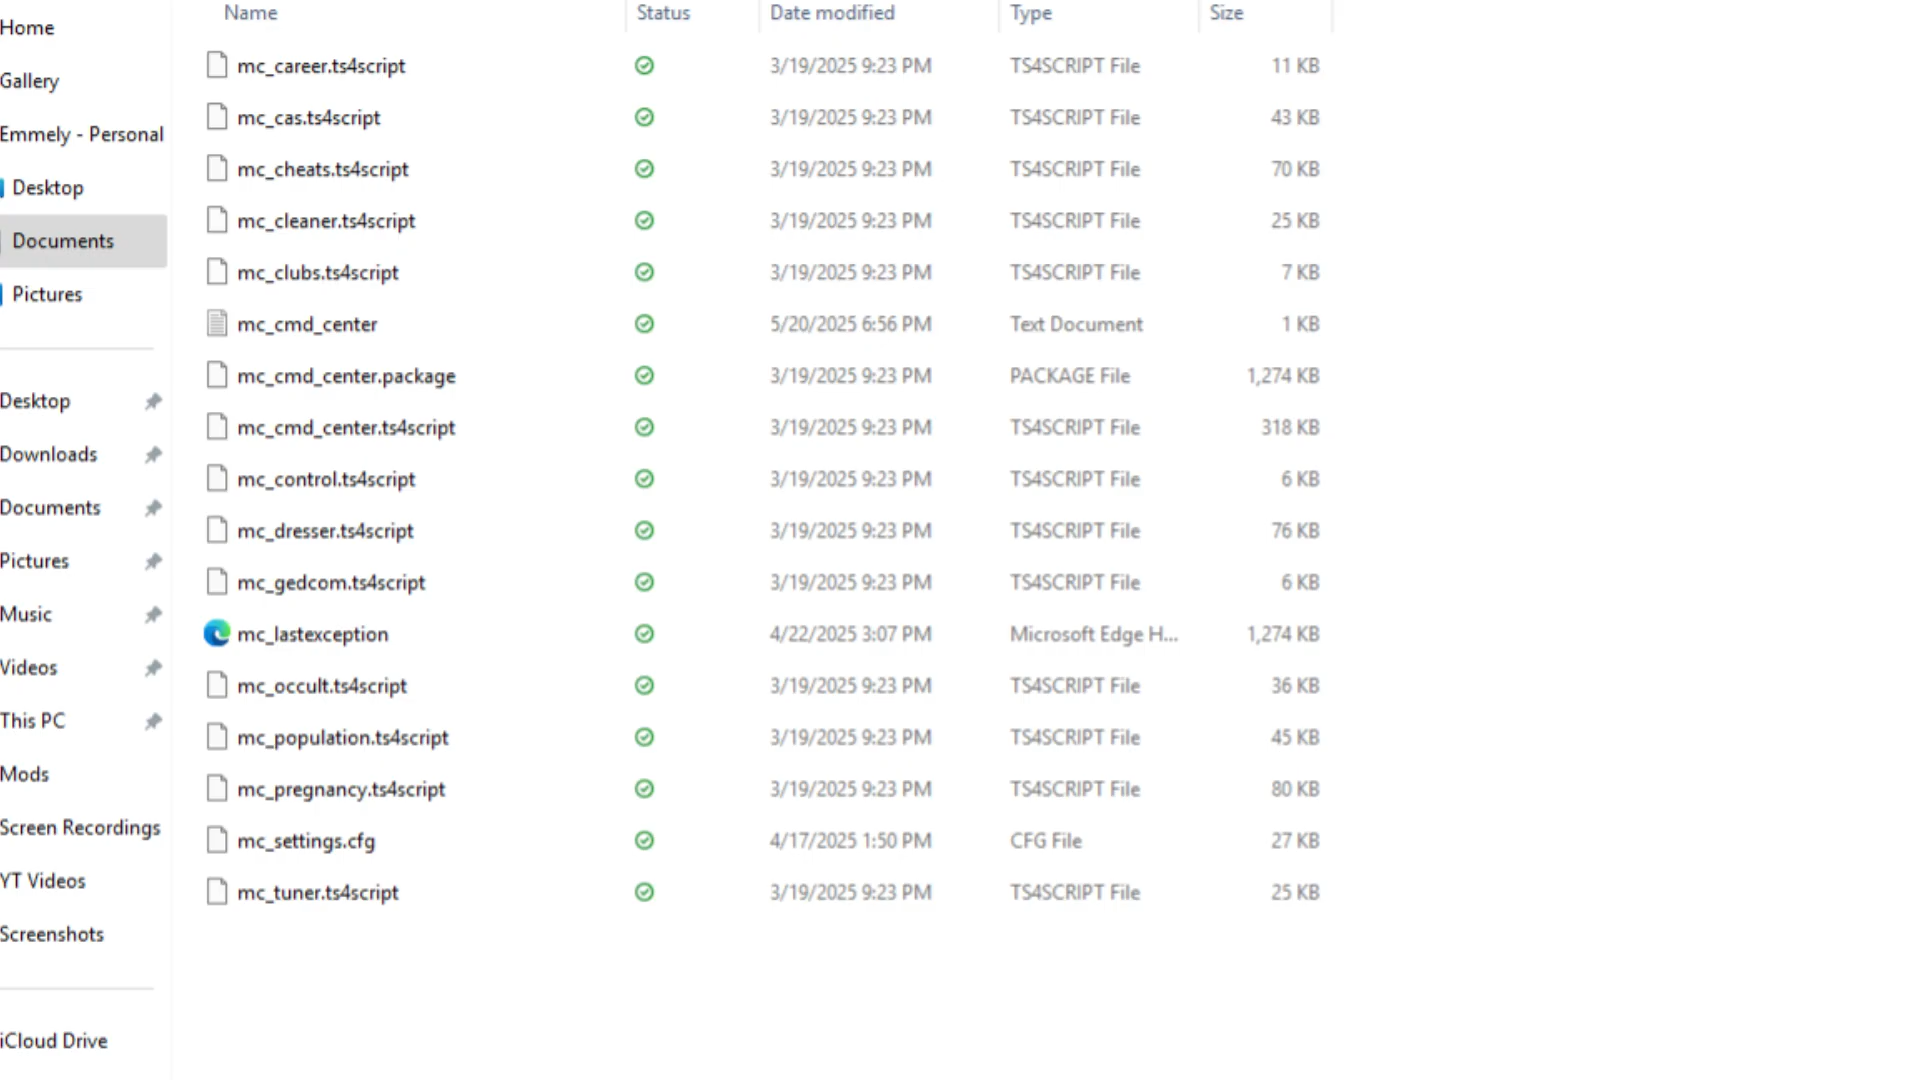 Name Status Date modified Type Size
Home
Gallery
Emmely - Personal
Desktop
Documents
Pictures
Desktop
Downloads
Documents
Pictures
Music
Videos
This PC
Mods
Screen Recordings
YT Videos
Screenshots
iCloud Drive
mc_career.ts4script 3/19/2025 9:23 PM TS4SCRIPT File 11 KB
mc_cas.ts4script 3/19/2025 9:23 PM TS4SCRIPT File 43 KB
mc_cheats.ts4script 3/19/2025 9:23 PM TS4SCRIPT File 70 KB
mc_cleaner.ts4script 3/19/2025 9:23 PM TS4SCRIPT File 25 KB
mc_clubs.ts4script 3/19/2025 9:23 PM TS4SCRIPT File 7 KB
mc_cmd_center 5/20/2025 6:56 PM Text Document 1 KB
mc_cmd_center.package 3/19/2025 9:23 PM PACKAGE File 1,274 KB
mc_cmd_center.ts4script 3/19/2025 9:23 PM TS4SCRIPT File 318 KB
mc_control.ts4script 3/19/2025 9:23 PM TS4SCRIPT File 6 KB
mc_dresser.ts4script 3/19/2025 9:23 PM TS4SCRIPT File 76 KB
mc_gedcom.ts4script 3/19/2025 9:23 PM TS4SCRIPT File 6 KB
mc_lastexception 4/22/2025 3:07 PM Microsoft Edge H... 1,274 KB
mc_occult.ts4script 3/19/2025 9:23 PM TS4SCRIPT File 36 KB
mc_population.ts4script 3/19/2025 9:23 PM TS4SCRIPT File 45 KB
mc_pregnancy.ts4script 3/19/2025 9:23 PM TS4SCRIPT File 80 KB
mc_settings.cfg 4/17/2025 1:50 PM CFG File 27 KB
mc_tuner.ts4script 3/19/2025 9:23 PM TS4SCRIPT File 25 KB